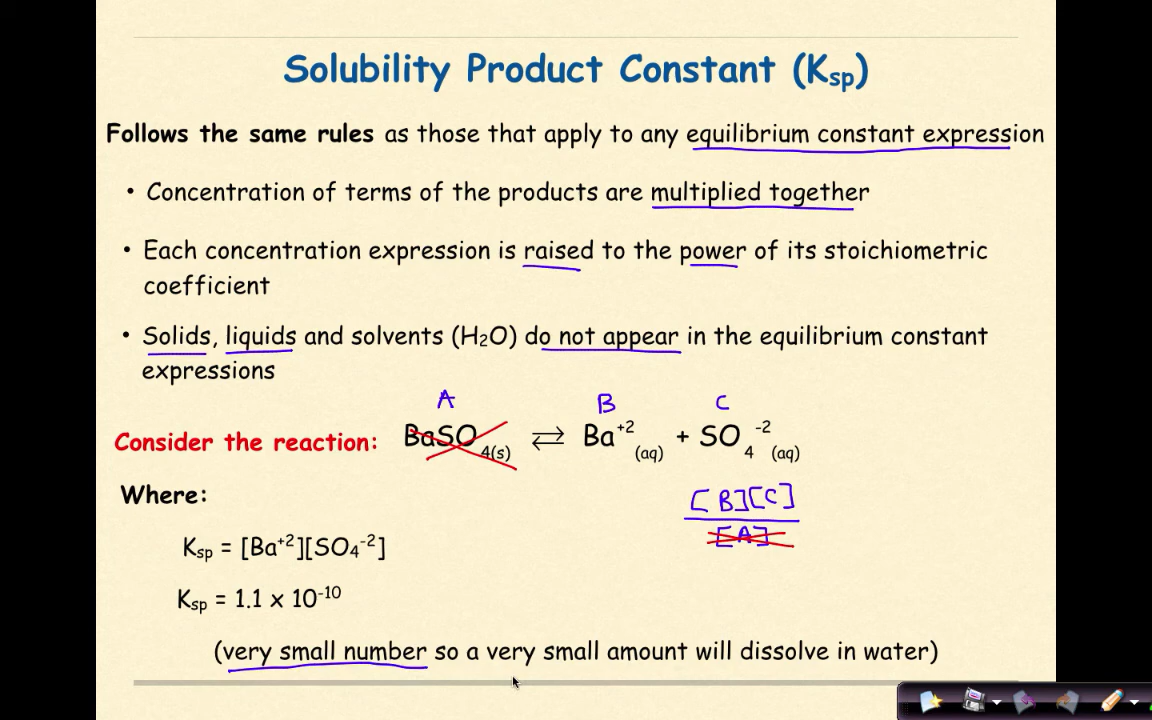 Solubility Product Constant (Ksp)
Follows the same rules as those that apply to any equilibrium constant expression
• Concentration of terms of the products are multiplied together
• Each concentration expression is raised to the power of its stoichiometric
coefficient
• Solids, liquids and solvents (H₂O) do not appear in the equilibrium constant
expressions
A B C
Consider the reaction: BaSO₄(s) ⇄ Ba⁺²(aq) + SO₄⁻²(aq)
Where:
[B][C]
[A]
Ksp = [Ba⁺²][SO₄⁻²]
Ksp = 1.1 x 10⁻¹⁰
(very small number so a very small amount will dissolve in water)